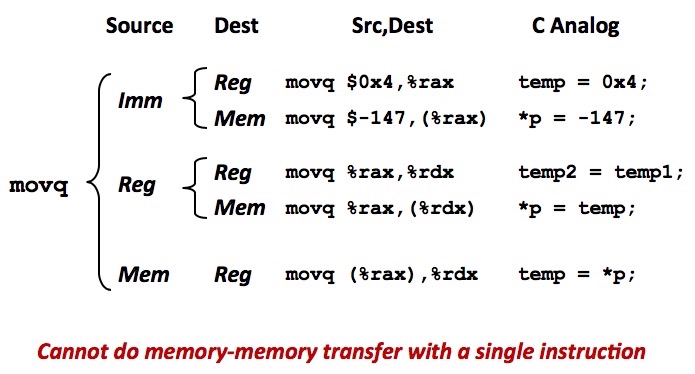 Source Dest Src,Dest C Analog
Reg movq $0x4,%rax temp = 0x4;
Imm
Mem movq $-147,(%rax) *p = -147;
Reg movq %rax,%rdx temp2 = temp1;
movq Reg
Mem movq %rax,(%rdx) *p = temp;
Mem Reg movq (%rax),%rdx temp = *p;
Cannot do memory-memory transfer with a single instruction